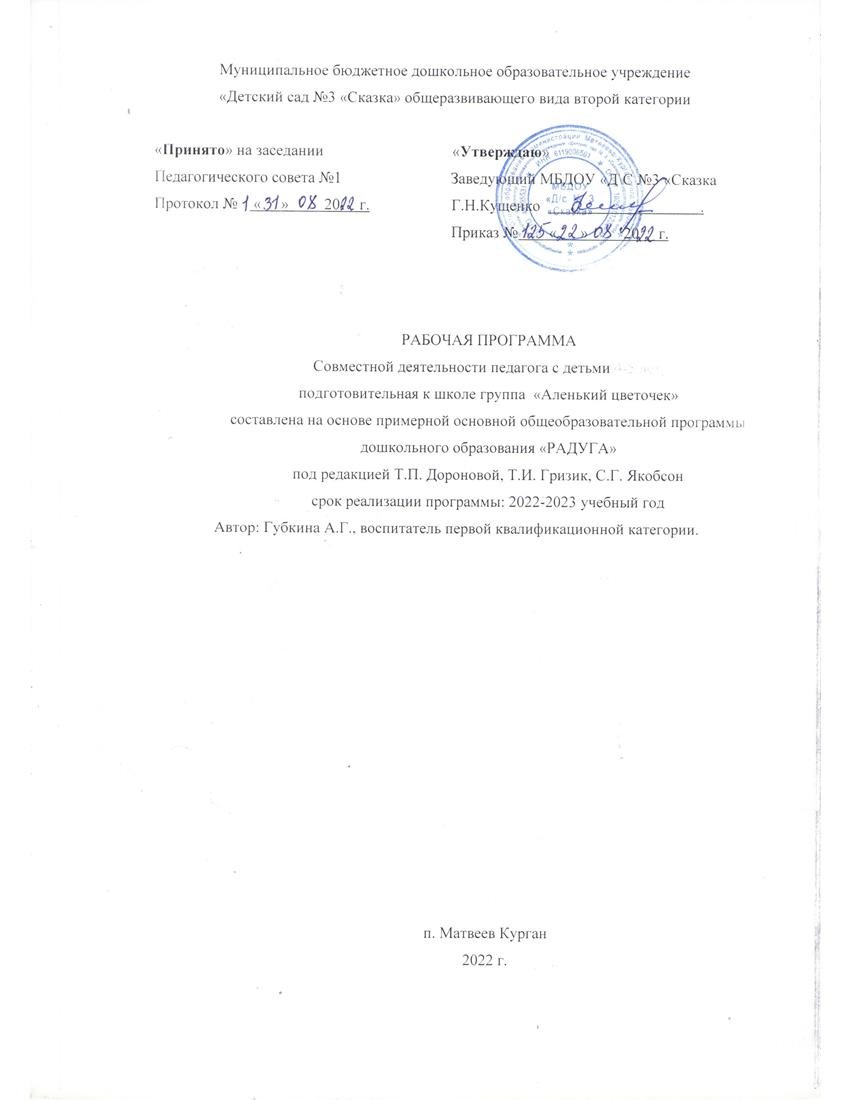 Муниципальное бюджетное дошкольное образовательное учреждение
«Детский сад №3 «Сказка» общеразвивающего вида второй категории
«Принято» на заседании
Педагогического совета №1
Протокол № 1 «31» 08 2022 г.
«Утверждаю»
Заведующий МБДОУ «Д\С №3 «Сказка
Г.Н.Кущенко
Приказ № 125 «22» 08 2022 г.
МБДОУ
«Д/с № 3
«Сказка»
РАБОЧАЯ ПРОГРАММА
Совместной деятельности педагога с детьми
подготовительная к школе группа «Аленький цветочек»
составлена на основе примерной основной общеобразовательной программы
дошкольного образования «РАДУГА»
под редакцией Т.П. Дороновой, Т.И. Гризик, С.Г. Якобсон
срок реализации программы: 2022-2023 учебный год
Автор: Губкина А.Г., воспитатель первой квалификационной категории.
п. Матвеев Курган
2022 г.